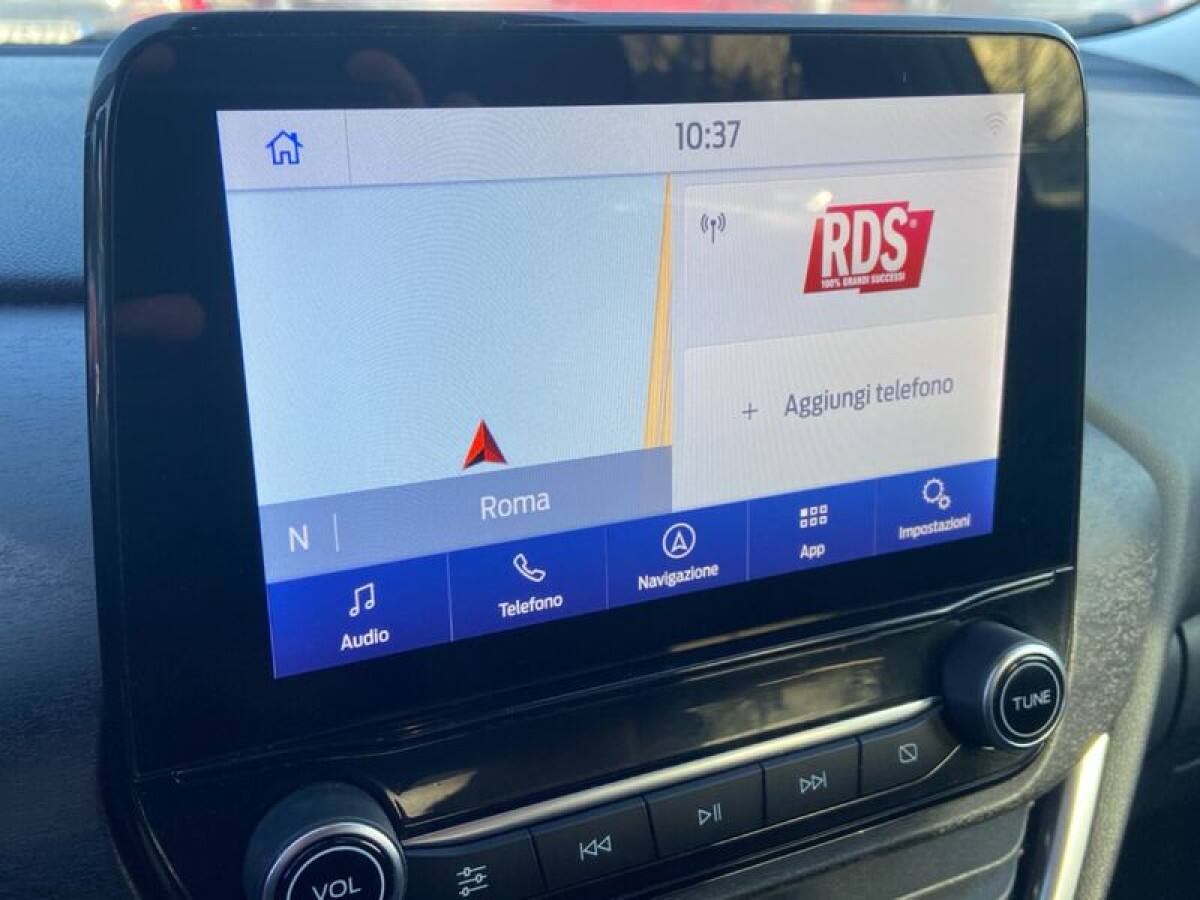 10:37
RDS®
100% GRANDI SUCCESSI
+ Aggiungi telefono
N
Roma
Audio
Telefono
Navigazione
App
Impostazioni
TUNE
VOL